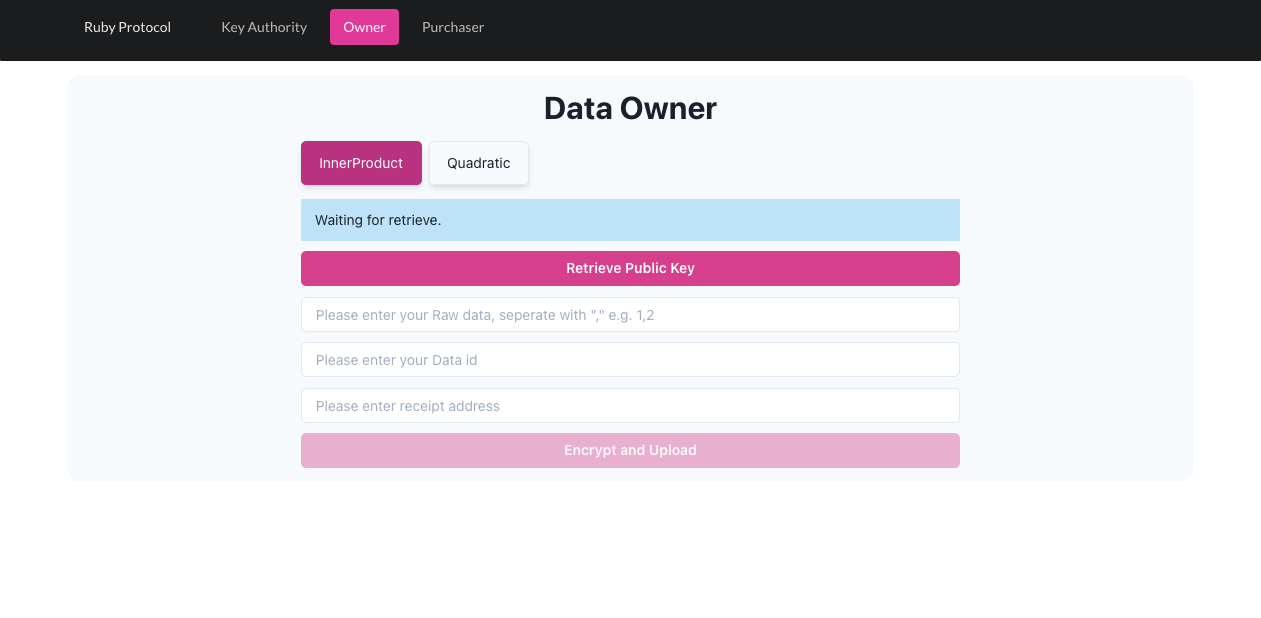 Ruby Protocol Key Authority Owner Purchaser
Data Owner
InnerProduct Quadratic
Waiting for retrieve.
Retrieve Public Key
Please enter your Raw data, seperate with "," e.g. 1,2
Please enter your Data id
Please enter receipt address
Encrypt and Upload